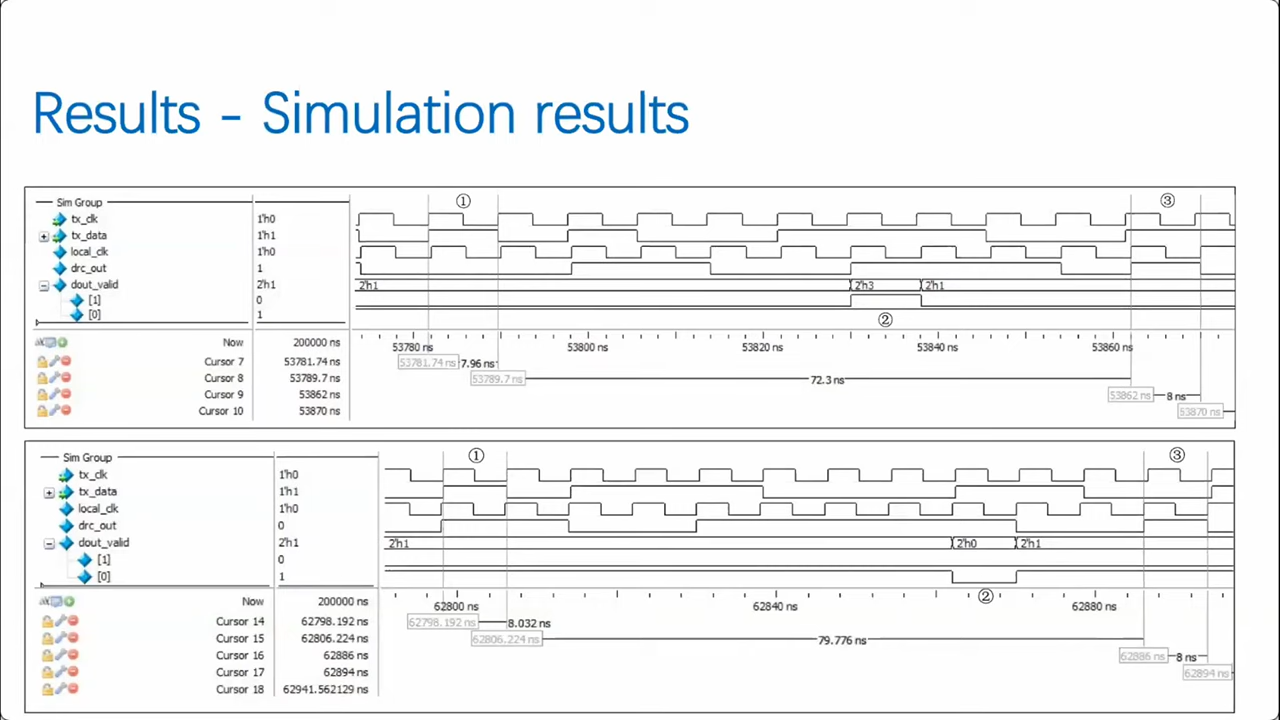 Results - Simulation results
①
③
Sim Group
tx_clk 1'h0
tx_data 1'h1
local_clk 1'h0
drc_out 1
dout_valid 2'h1 2'h1 2'h3 2'h1
[1] 0
[0] 1
②
Now 200000 ns 53780 ns 53800 ns 53820 ns 53840 ns 53860 ns
Cursor 7 53781.74 ns 53781.74 ns 7.96 ns
Cursor 8 53789.7 ns 53789.7 ns 72.3 ns
Cursor 9 53862 ns 53862 ns 8 ns
Cursor 10 53870 ns 53870 ns
①
③
Sim Group
tx_clk 1'h0
tx_data 1'h1
local_clk 1'h0
drc_out 0
dout_valid 2'h1 2'h1 2'h0 2'h1
[1] 0
[0] 1
②
Now 200000 ns 62800 ns 62840 ns 62880 ns
Cursor 14 62798.192 ns 62798.192 ns 8.032 ns
Cursor 15 62806.224 ns 62806.224 ns 79.776 ns
Cursor 16 62886 ns 62886 ns 8 ns
Cursor 17 62894 ns 62894 ns
Cursor 18 62941.562129 ns